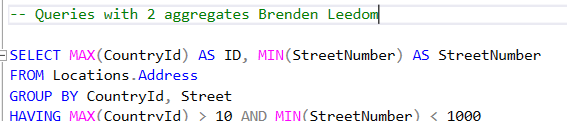 -- Queries with 2 aggregates Brenden Leedom
SELECT MAX(CountryId) AS ID, MIN(StreetNumber) AS StreetNumber
FROM Locations.Address
GROUP BY CountryId, Street
HAVING MAX(CountryId) > 10 AND MIN(StreetNumber) < 1000